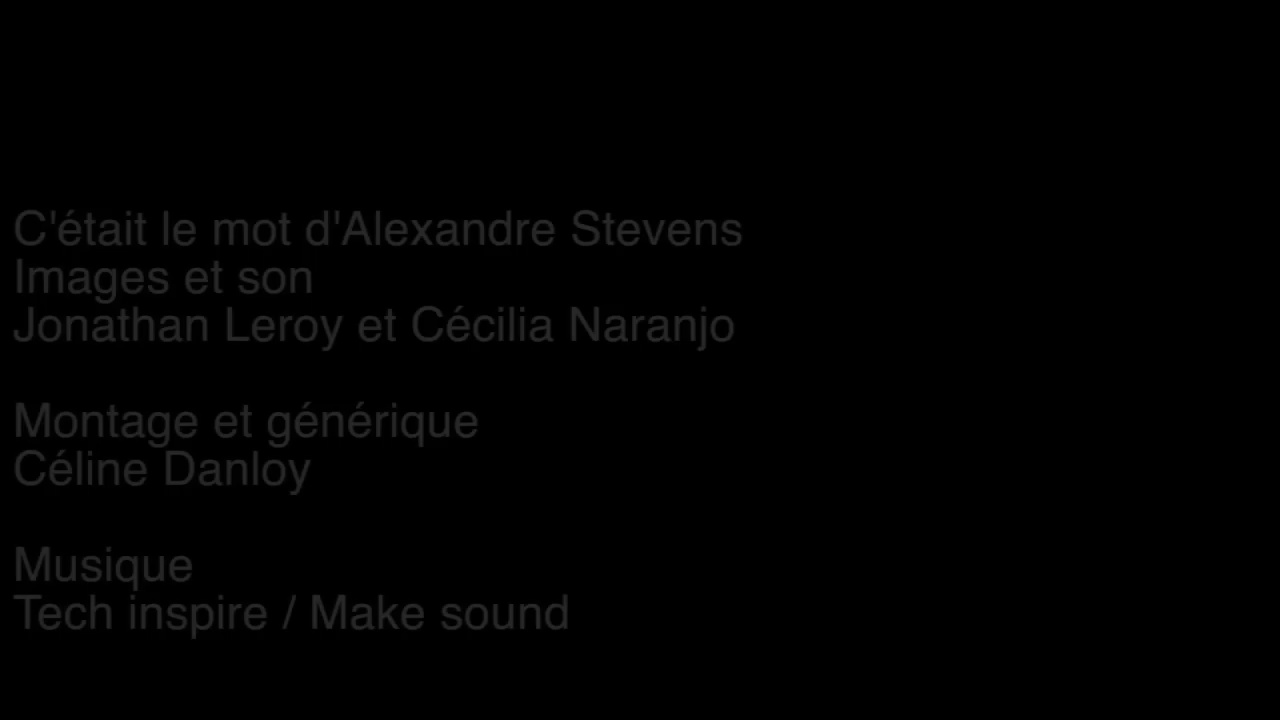 C'était le mot d'Alexandre Stevens
Images et son
Jonathan Leroy et Cécilia Naranjo
Montage et générique
Céline Danloy
Musique
Tech inspire / Make sound